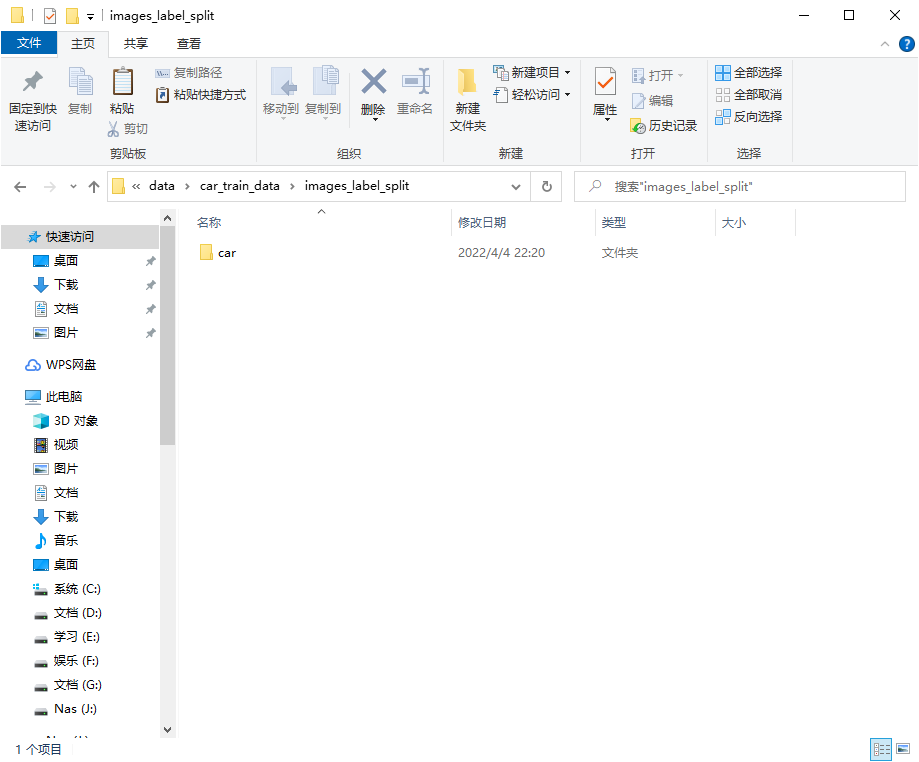 images_label_split
文件 主页 共享 查看
固定到快速访问
复制
粘贴
复制路径
粘贴快捷方式
剪切
剪贴板
移动到
复制到
删除
重命名
组织
新建文件夹
新建项目
轻松访问
新建
属性
打开
编辑
历史记录
打开
全部选择
全部取消
反向选择
选择
« data › car_train_data › images_label_split
搜索"images_label_split"
名称 修改日期 类型 大小
car 2022/4/4 22:20 文件夹
快速访问
桌面
下载
文档
图片
WPS网盘
此电脑
3D 对象
视频
图片
文档
下载
音乐
桌面
系统 (C:)
文档 (D:)
学习 (E:)
娱乐 (F:)
文档 (G:)
Nas (J:)
1 个项目